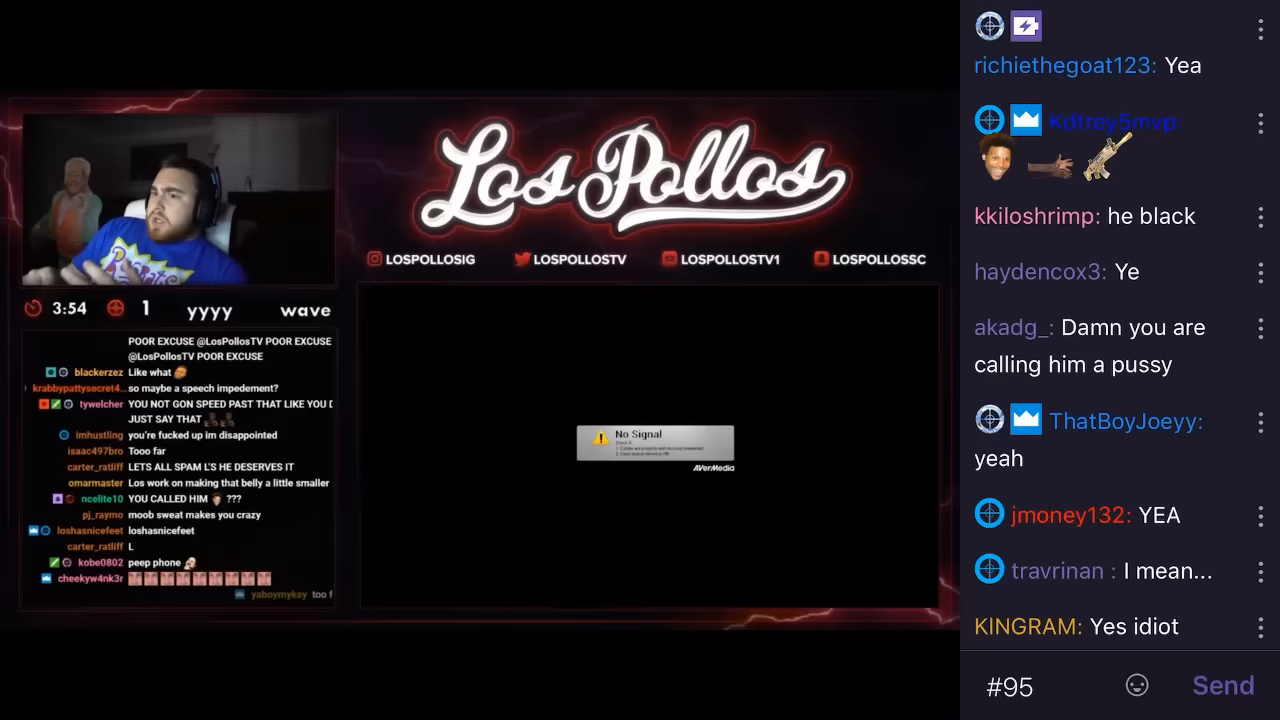 Los Pollos
LOSPOLLOSIG
LOSPOLLOSTV
LOSPOLLOSTV1
LOSPOLLOSSC
3:54
1
yyyy
wave
POOR EXCUSE @LosPollosTV POOR EXCUSE
@LosPollosTV POOR EXCUSE
blackerzez Like what
krabbypattysecret4... so maybe a speech impedement?
tywelcher YOU NOT GON SPEED PAST THAT LIKE YOU D
JUST SAY THAT
imhustling you're fucked up im disappointed
isaac497bro Tooo far
carter_ratliff LETS ALL SPAM L'S HE DESERVES IT
omarmaster Los work on making that belly a little smaller
ncelite10 YOU CALLED HIM ???
pj_raymo moob sweat makes you crazy
loshasnicefeet loshasnicefeet
carter_ratliff L
kobe0802 peep phone
cheekyw4nk3r
yaboymykey too f
No Signal
AVerMedia
richiethegoat123: Yea
Kdtrey5mvp:
kkiloshrimp: he black
haydencox3: Ye
akadg_: Damn you are
calling him a pussy
ThatBoyJoeyy:
yeah
jmoney132: YEA
travrinan : I mean...
KINGRAM: Yes idiot
#95
Send